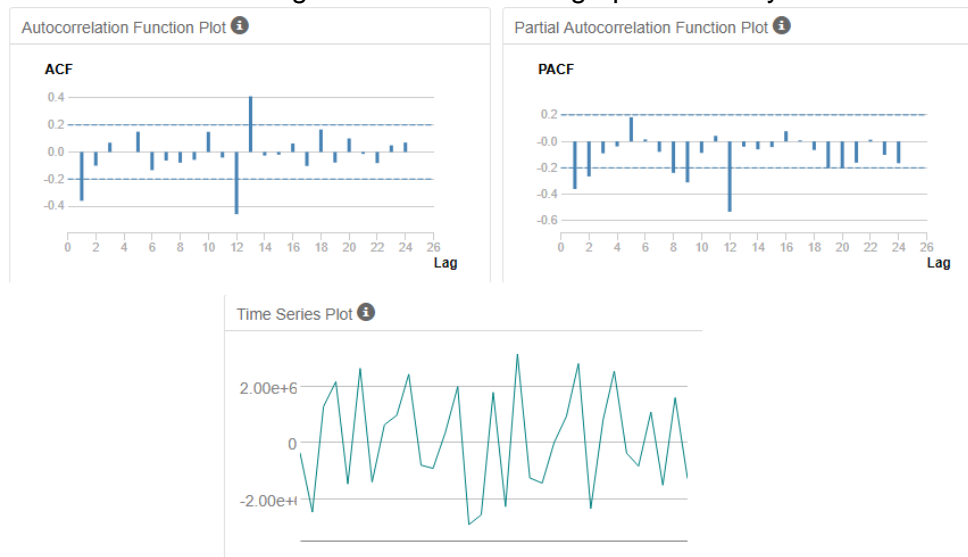 Autocorrelation Function Plot
ACF
0.4
0.2
0.0
-0.2
-0.4
0 2 4 6 8 10 12 14 16 18 20 22 24 26
Lag
Partial Autocorrelation Function Plot
PACF
0.2
-0.0
-0.2
-0.4
-0.6
0 2 4 6 8 10 12 14 16 18 20 22 24 26
Lag
Time Series Plot
2.00e+6
0